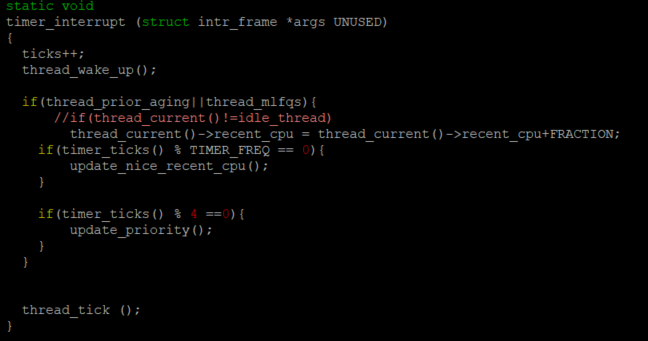 static void
timer_interrupt (struct intr_frame *args UNUSED)
{
  ticks++;
  thread_wake_up();
  if(thread_prior_aging||thread_mlfqs){
      //if(thread_current()!=idle_thread)
        thread_current()->recent_cpu = thread_current()->recent_cpu+FRACTION;
    if(timer_ticks() % TIMER_FREQ == 0){
        update_nice_recent_cpu();
    }
    if(timer_ticks() % 4 ==0){
        update_priority();
    }
  }
  thread_tick ();
}